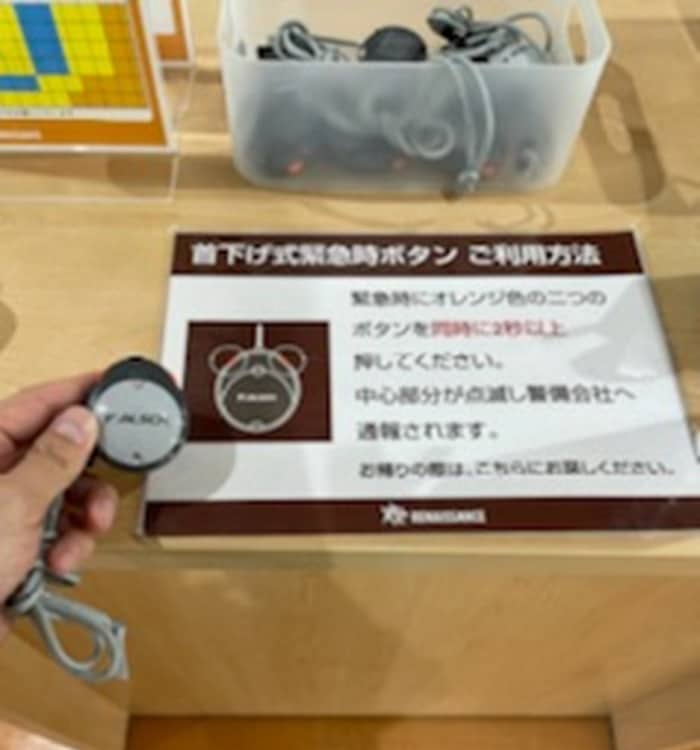 首下げ式緊急時ボタン ご利用方法
緊急時にオレンジ色の二つの
ボタンを同時に2秒以上
押してください。
中心部分が点滅し警備会社へ
通報されます。
お帰りの際は、こちらにお戻しください。
RENAISSANCE
ALSOK